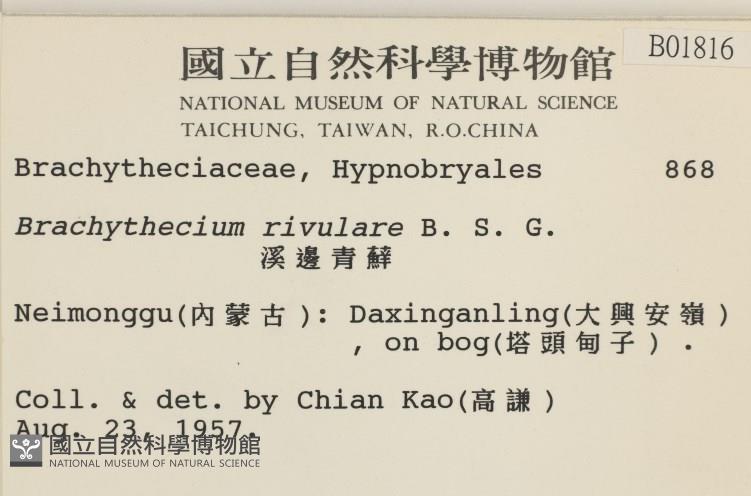 B01816
國立自然科學博物館
NATIONAL MUSEUM OF NATURAL SCIENCE
TAICHUNG, TAIWAN, R.O.CHINA
Brachytheciaceae, Hypnobryales 868
Brachythecium rivulare B. S. G.
溪邊青蘚
Neimonggu(內蒙古): Daxinganling(大興安嶺)
, on bog(塔頭甸子) .
Coll. & det. by Chian Kao(高謙)
Aug. 23, 1957.
國立自然科學博物館
NATIONAL MUSEUM OF NATURAL SCIENCE